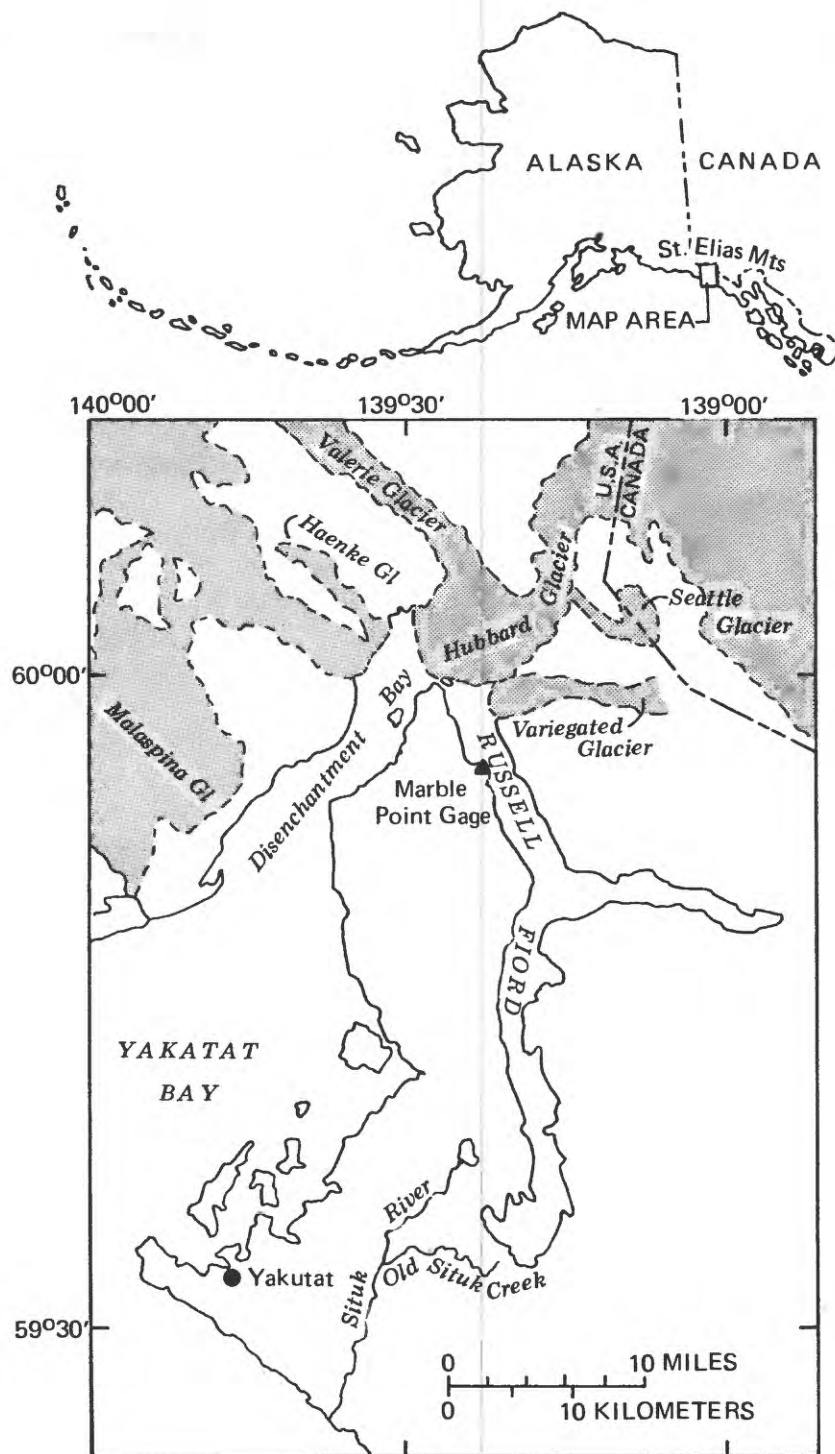 ALASKA
CANADA
St. Elias Mts
MAP AREA
140°00'
139°30'
139°00'
Valerie Glacier
U.S.A.
CANADA
Haenke Gl
Hubbard Glacier
Seattle
Glacier
60°00'
Malaspina Gl
Disenchantment Bay
Variegated
Glacier
Marble
Point Gage
RUSSELL
FIORD
YAKATAT
BAY
Situk River
Old Situk Creek
Yakutat
59°30'
0 10 MILES
0 10 KILOMETERS